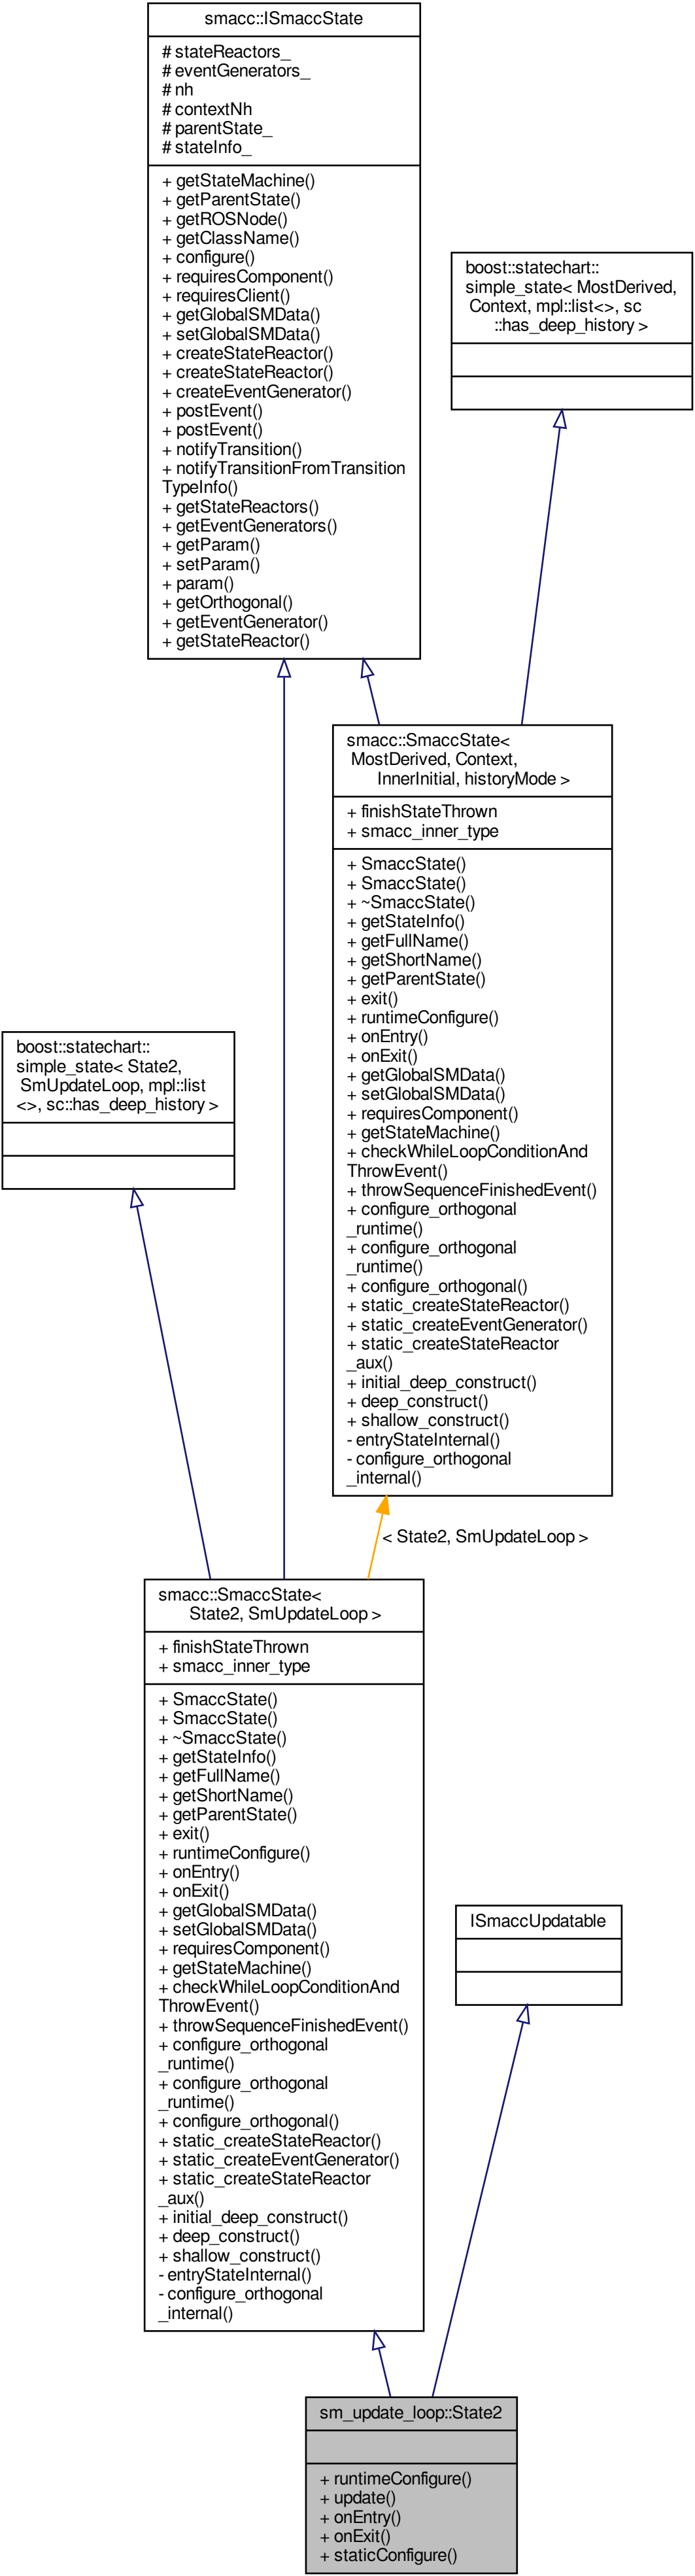 smacc::ISmaccState
# stateReactors_
# eventGenerators_
# nh
# contextNh
# parentState_
# stateInfo_
+ getStateMachine()
+ getParentState()
+ getROSNode()
+ getClassName()
+ configure()
+ requiresComponent()
+ requiresClient()
+ getGlobalSMData()
+ setGlobalSMData()
+ createStateReactor()
+ createStateReactor()
+ createEventGenerator()
+ postEvent()
+ postEvent()
+ notifyTransition()
+ notifyTransitionFromTransition
TypeInfo()
+ getStateReactors()
+ getEventGenerators()
+ getParam()
+ setParam()
+ param()
+ getOrthogonal()
+ getEventGenerator()
+ getStateReactor()
boost::statechart::
simple_state< MostDerived,
Context, mpl::list<>, sc
::has_deep_history >
smacc::SmaccState<
MostDerived, Context,
InnerInitial, historyMode >
+ finishStateThrown
+ smacc_inner_type
+ SmaccState()
+ SmaccState()
+ ~SmaccState()
+ getStateInfo()
+ getFullName()
+ getShortName()
+ getParentState()
+ exit()
+ runtimeConfigure()
+ onEntry()
+ onExit()
+ getGlobalSMData()
+ setGlobalSMData()
+ requiresComponent()
+ getStateMachine()
+ checkWhileLoopConditionAnd
ThrowEvent()
+ throwSequenceFinishedEvent()
+ configure_orthogonal
_runtime()
+ configure_orthogonal
_runtime()
+ configure_orthogonal()
+ static_createStateReactor()
+ static_createEventGenerator()
+ static_createStateReactor
_aux()
+ initial_deep_construct()
+ deep_construct()
+ shallow_construct()
- entryStateInternal()
- configure_orthogonal
_internal()
boost::statechart::
simple_state< State2,
SmUpdateLoop, mpl::list
<>, sc::has_deep_history >
< State2, SmUpdateLoop >
smacc::SmaccState<
State2, SmUpdateLoop >
+ finishStateThrown
+ smacc_inner_type
+ SmaccState()
+ SmaccState()
+ ~SmaccState()
+ getStateInfo()
+ getFullName()
+ getShortName()
+ getParentState()
+ exit()
+ runtimeConfigure()
+ onEntry()
+ onExit()
+ getGlobalSMData()
+ setGlobalSMData()
+ requiresComponent()
+ getStateMachine()
+ checkWhileLoopConditionAnd
ThrowEvent()
+ throwSequenceFinishedEvent()
+ configure_orthogonal
_runtime()
+ configure_orthogonal
_runtime()
+ configure_orthogonal()
+ static_createStateReactor()
+ static_createEventGenerator()
+ static_createStateReactor
_aux()
+ initial_deep_construct()
+ deep_construct()
+ shallow_construct()
- entryStateInternal()
- configure_orthogonal
_internal()
ISmaccUpdatable
sm_update_loop::State2
+ runtimeConfigure()
+ update()
+ onEntry()
+ onExit()
+ staticConfigure()